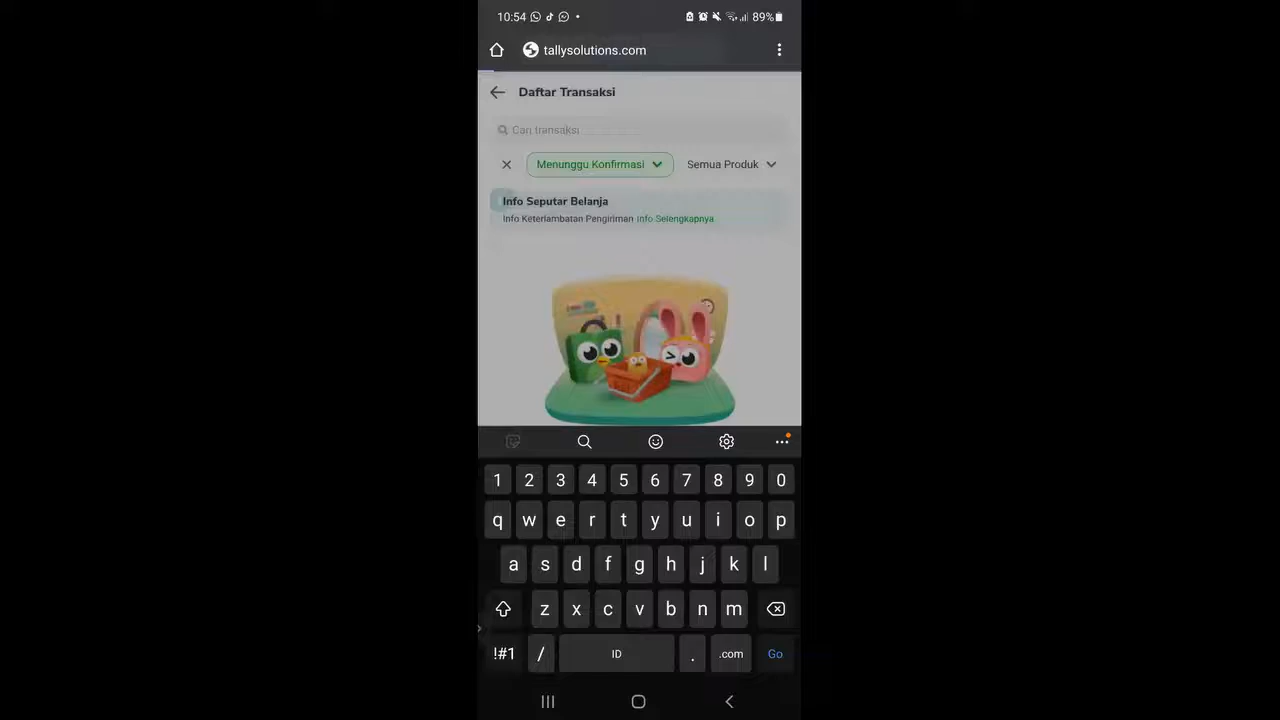 10:54
89%
tallysolutions.com
Daftar Transaksi
Cari transaksi
Menunggu Konfirmasi
Semua Produk
Info Seputar Belanja
Info Keterlambatan Pengiriman Info Selengkapnya
1 2 3 4 5 6 7 8 9 0
q w e r t y u i o p
a s d f g h j k l
z x c v b n m
!#1 / ID . .com Go